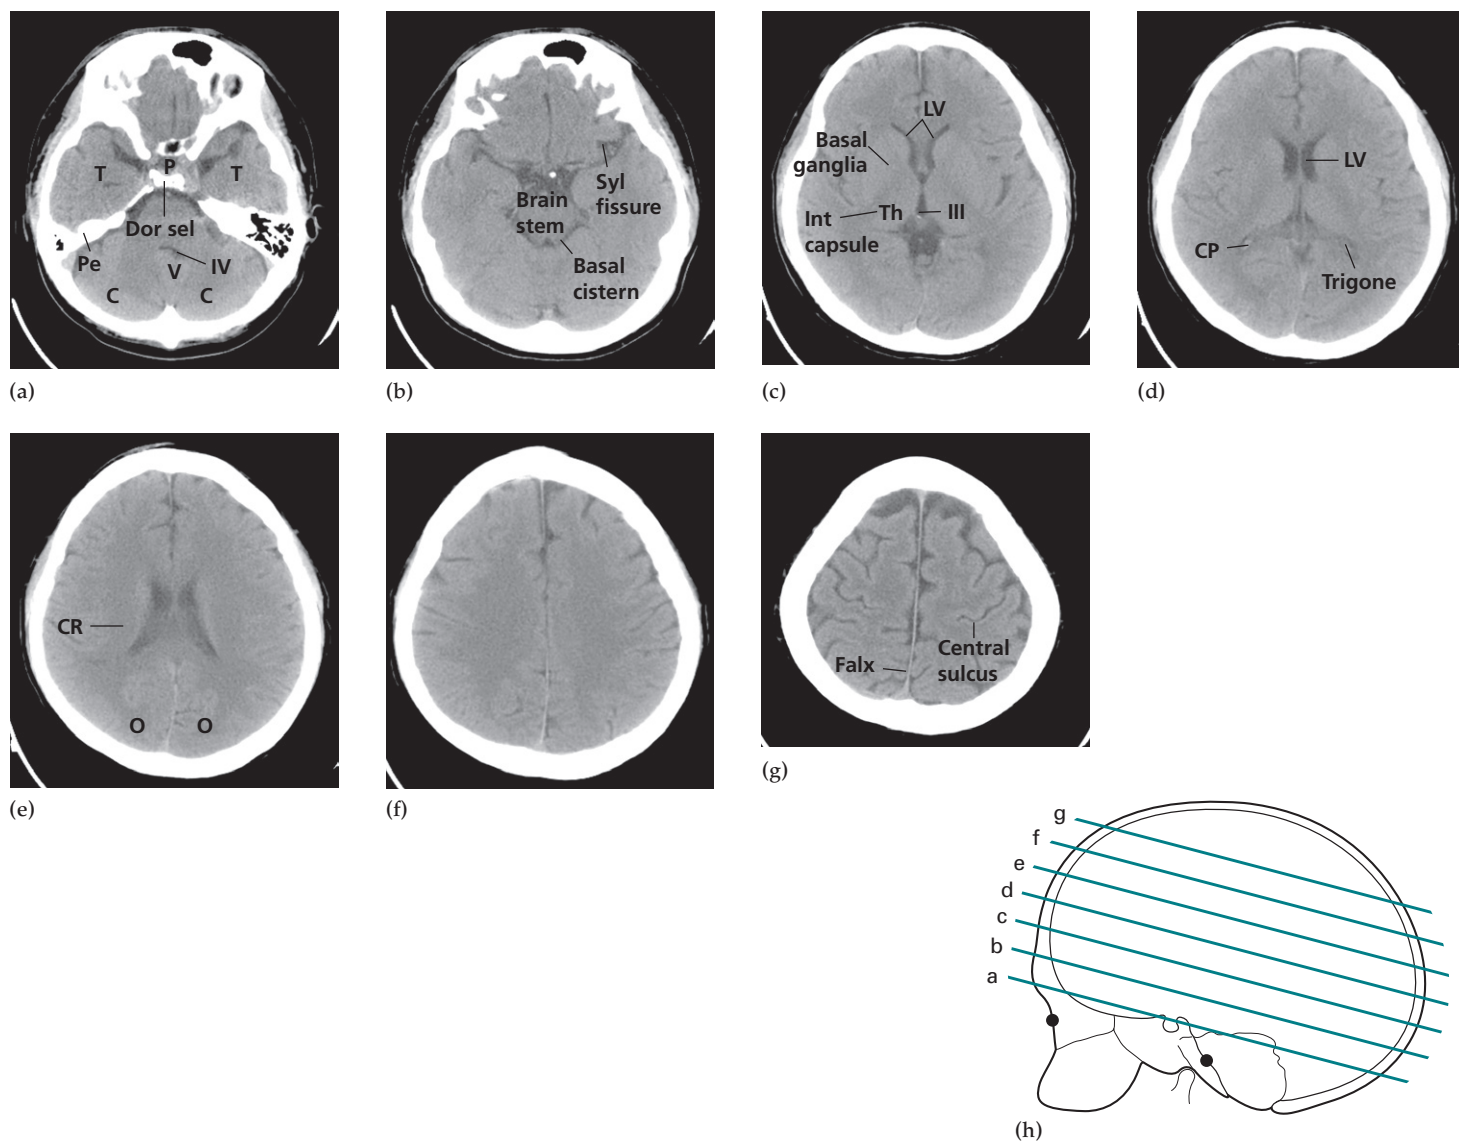 T
P
T
Dor sel
Pe
V
IV
C
C
(a)
Syl
fissure
Brain
stem
Basal
cistern
(b)
LV
Basal
ganglia
Int
capsule
Th
III
(c)
LV
CP
Trigone
(d)
CR
O
O
(e)
(f)
Central
sulcus
Falx
(g)
g
f
e
d
c
b
a
(h)